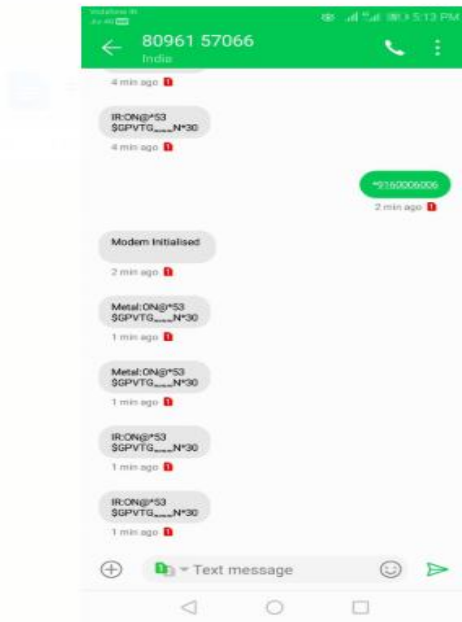 Vodafone IN
5:13 PM
80961 57066
India
4 min ago
IR:ON@*53
$GPVTG,,,,,,,N*30
4 min ago
*9160006006
2 min ago
Modem Initialised
2 min ago
Metal:ON@*53
$GPVTG,,,,,,,N*30
1 min ago
Metal:ON@*53
$GPVTG,,,,,,,N*30
1 min ago
IR:ON@*53
$GPVTG,,,,,,,N*30
1 min ago
IR:ON@*53
$GPVTG,,,,,,,N*30
1 min ago
Text message